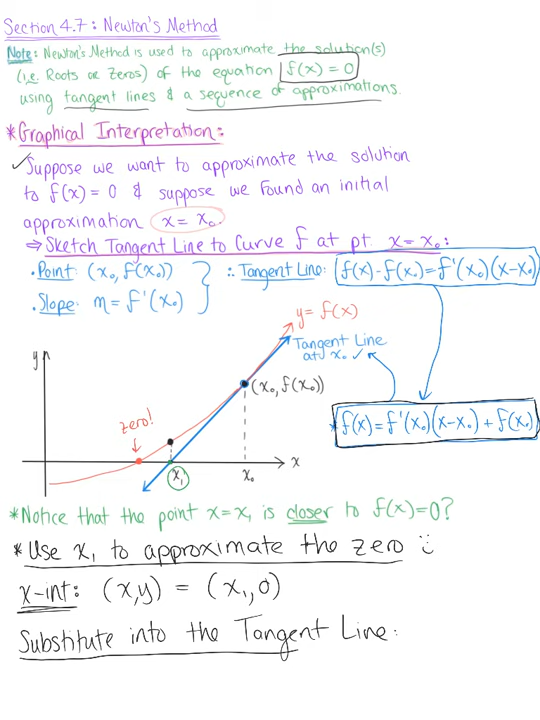 Section 4.7: Newton's Method
Note: Newton's Method is used to approximate the solution(s)
(i.e. Roots or Zeros) of the equation f(x) = 0
using tangent lines & a sequence of approximations.
*Graphical Interpretation:
✓Suppose we want to approximate the solution
to f(x) = 0 & suppose we found an initial
approximation x = x₀.
⇒ Sketch Tangent Line to Curve f at pt. x = x₀:
• Point: (x₀, f(x₀))
• Slope: m = f'(x₀)
∴ Tangent Line: f(x) - f(x₀) = f'(x₀)(x - x₀)
y = f(x)
Tangent Line
at x₀ ✓
y
(x₀, f(x₀))
*f(x) = f'(x₀)(x - x₀) + f(x₀)
zero!
x
x₁
x₀
*Notice that the point x = x₁ is closer to f(x) = 0?
*Use x₁ to approximate the zero ☺
x-int: (x,y) = (x₁, 0)
Substitute into the Tangent Line: